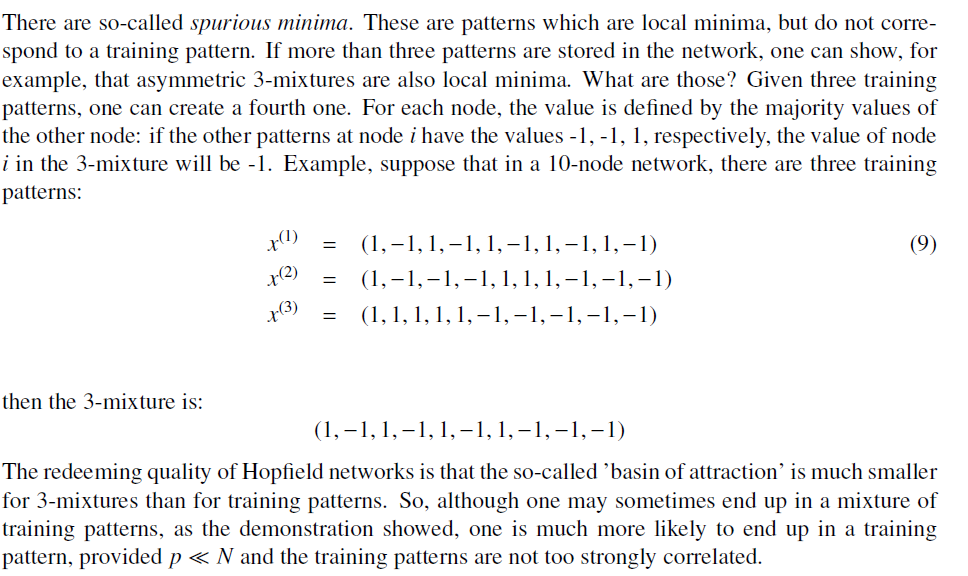 There are so-called spurious minima. These are patterns which are local minima, but do not corre-
spond to a training pattern. If more than three patterns are stored in the network, one can show, for
example, that asymmetric 3-mixtures are also local minima. What are those? Given three training
patterns, one can create a fourth one. For each node, the value is defined by the majority values of
the other node: if the other patterns at node i have the values -1, -1, 1, respectively, the value of node
i in the 3-mixture will be -1. Example, suppose that in a 10-node network, there are three training
patterns:
x⁽¹⁾ = (1, −1, 1, −1, 1, −1, 1, −1, 1, −1) (9)
x⁽²⁾ = (1, −1, −1, −1, 1, 1, 1, −1, −1, −1)
x⁽³⁾ = (1, 1, 1, 1, 1, −1, −1, −1, −1, −1)
then the 3-mixture is:
(1, −1, 1, −1, 1, −1, 1, −1, −1, −1)
The redeeming quality of Hopfield networks is that the so-called ’basin of attraction’ is much smaller
for 3-mixtures than for training patterns. So, although one may sometimes end up in a mixture of
training patterns, as the demonstration showed, one is much more likely to end up in a training
pattern, provided p ≪ N and the training patterns are not too strongly correlated.